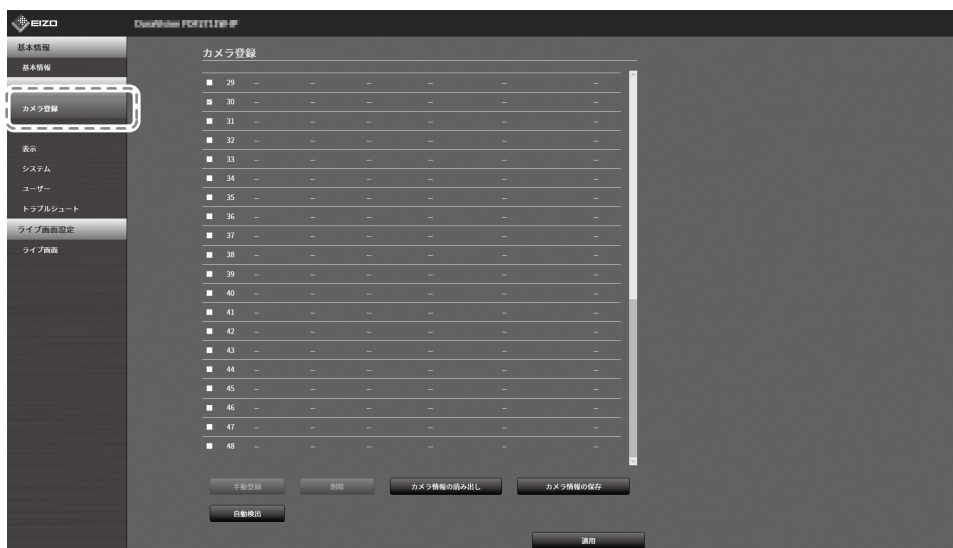 EIZO
基本情報
基本情報
カメラ登録
表示
システム
ユーザー
トラブルシュート
ライブ画面設定
ライブ画面
カメラ登録
29 -- -- -- -- -- --
30 -- -- -- -- -- --
31 -- -- -- -- -- --
32 -- -- -- -- -- --
33 -- -- -- -- -- --
34 -- -- -- -- -- --
35 -- -- -- -- -- --
36 -- -- -- -- -- --
37 -- -- -- -- -- --
38 -- -- -- -- -- --
39 -- -- -- -- -- --
40 -- -- -- -- -- --
41 -- -- -- -- -- --
42 -- -- -- -- -- --
43 -- -- -- -- -- --
44 -- -- -- -- -- --
45 -- -- -- -- -- --
46 -- -- -- -- -- --
47 -- -- -- -- -- --
48 -- -- -- -- -- --
手動登録 削除 カメラ情報の読み出し カメラ情報の保存
自動検出
適用